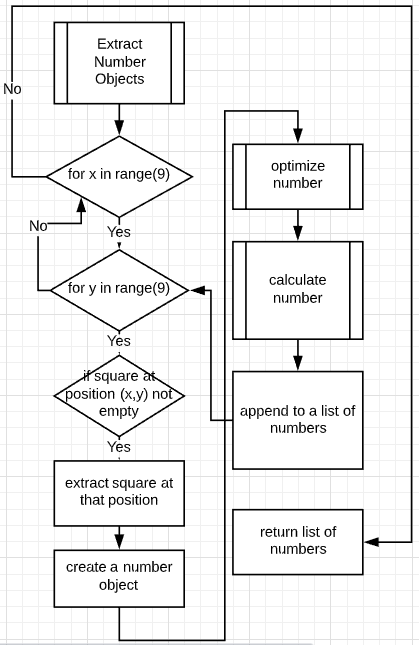 Extract
Number
Objects
No
for x in range(9)
No
Yes
for y in range(9)
Yes
if square at
position (x,y) not
empty
Yes
extract square at
that position
create a number
object
optimize
number
calculate
number
append to a list of
numbers
return list of
numbers